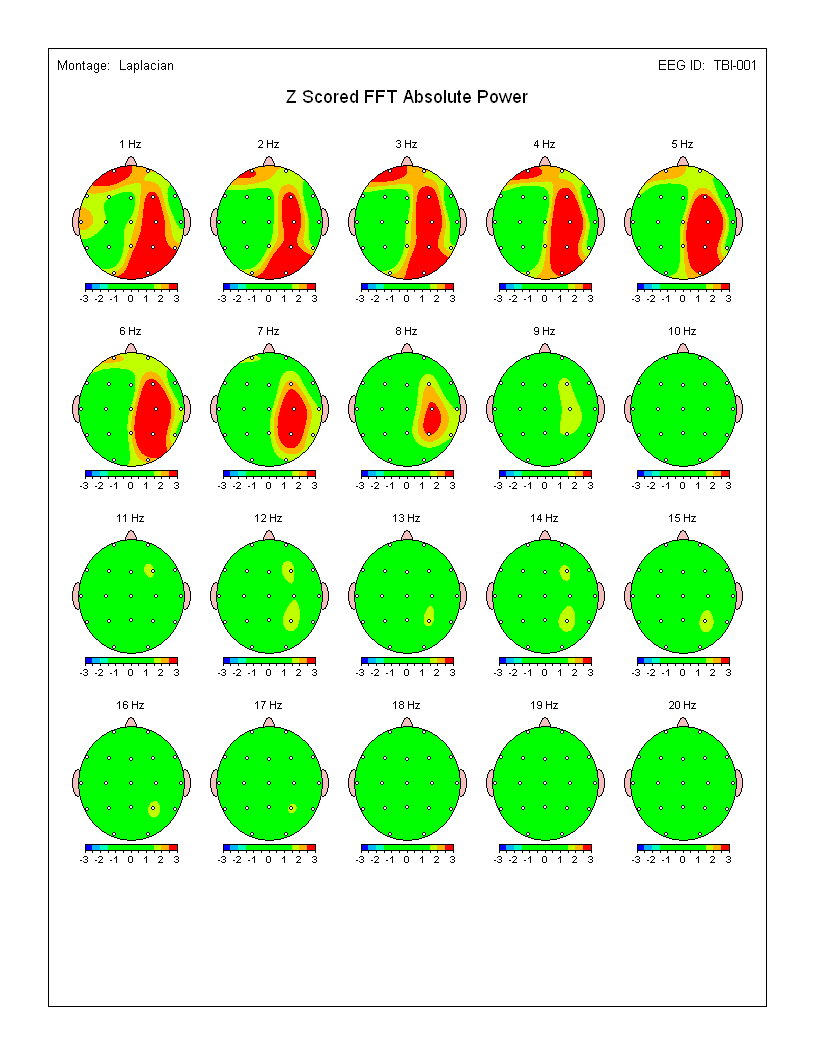 Montage: Laplacian EEG ID: TBI-001
Z Scored FFT Absolute Power
1 Hz 2 Hz 3 Hz 4 Hz 5 Hz
-3 -2 -1 0 1 2 3 -3 -2 -1 0 1 2 3 -3 -2 -1 0 1 2 3 -3 -2 -1 0 1 2 3 -3 -2 -1 0 1 2 3
6 Hz 7 Hz 8 Hz 9 Hz 10 Hz
-3 -2 -1 0 1 2 3 -3 -2 -1 0 1 2 3 -3 -2 -1 0 1 2 3 -3 -2 -1 0 1 2 3 -3 -2 -1 0 1 2 3
11 Hz 12 Hz 13 Hz 14 Hz 15 Hz
-3 -2 -1 0 1 2 3 -3 -2 -1 0 1 2 3 -3 -2 -1 0 1 2 3 -3 -2 -1 0 1 2 3 -3 -2 -1 0 1 2 3
16 Hz 17 Hz 18 Hz 19 Hz 20 Hz
-3 -2 -1 0 1 2 3 -3 -2 -1 0 1 2 3 -3 -2 -1 0 1 2 3 -3 -2 -1 0 1 2 3 -3 -2 -1 0 1 2 3